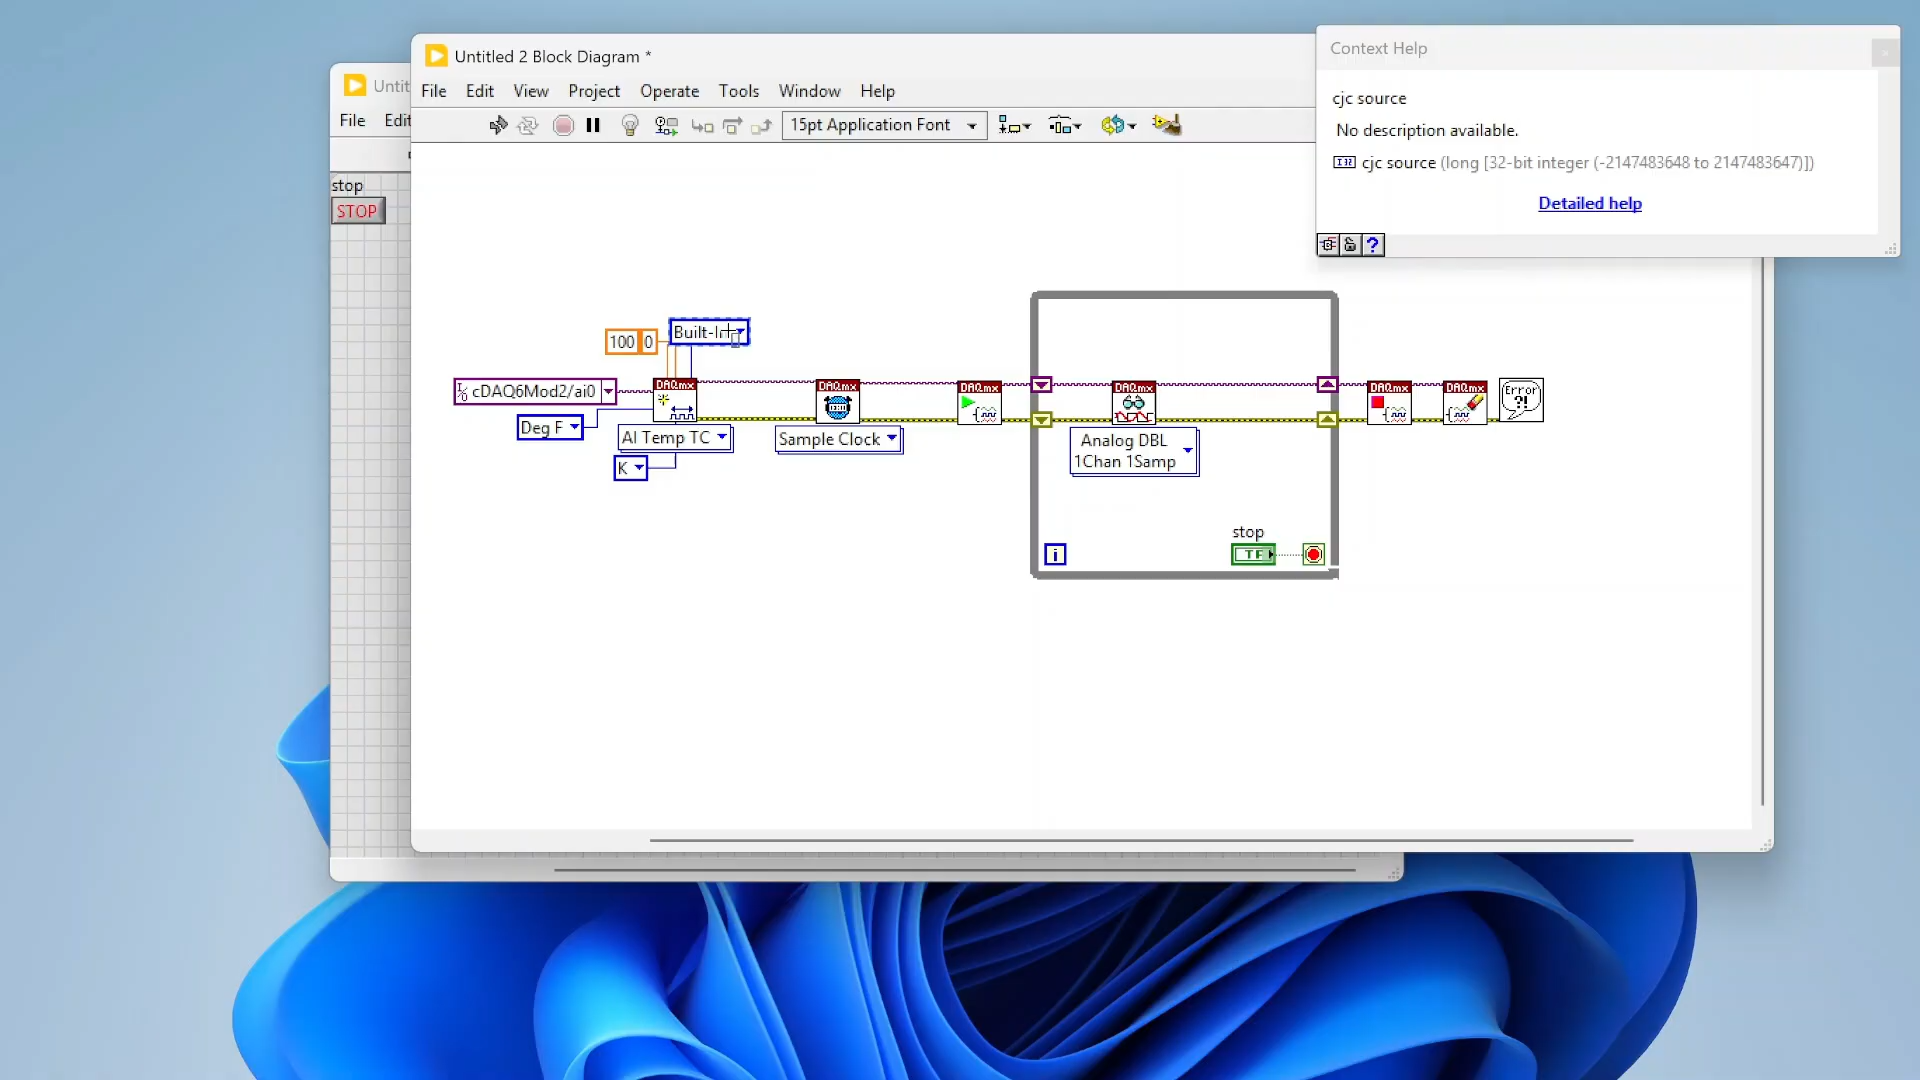 Untitled 2 Block Diagram *
File Edit View Project Operate Tools Window Help
15pt Application Font
Untit
File Edit
stop
STOP
Context Help
cjc source
No description available.
I32 cjc source (long [32-bit integer (-2147483648 to 2147483647)])
Detailed help
?
100 0
Built-In
I/O cDAQ6Mod2/ai0
Deg F
DAQmx
AI Temp TC
K
DAQmx
Sample Clock
DAQmx
DAQmx
Analog DBL
1Chan 1Samp
i
stop
TF
DAQmx
DAQmx
Error
?!